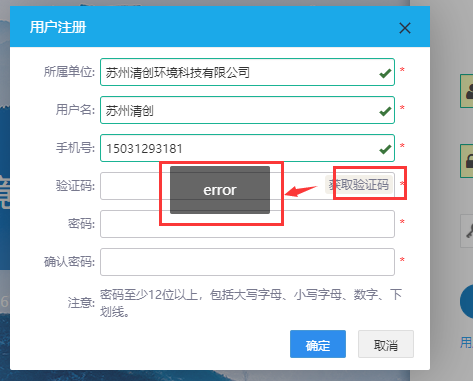 用户注册
所属单位: 苏州清创环境科技有限公司 *
用户名: 苏州清创 *
手机号: 15031293181 *
验证码: 获取验证码 *
error
密码: *
确认密码: *
注意: 密码至少12位以上，包括大写字母、小写字母、数字、下
划线。
确定 取消